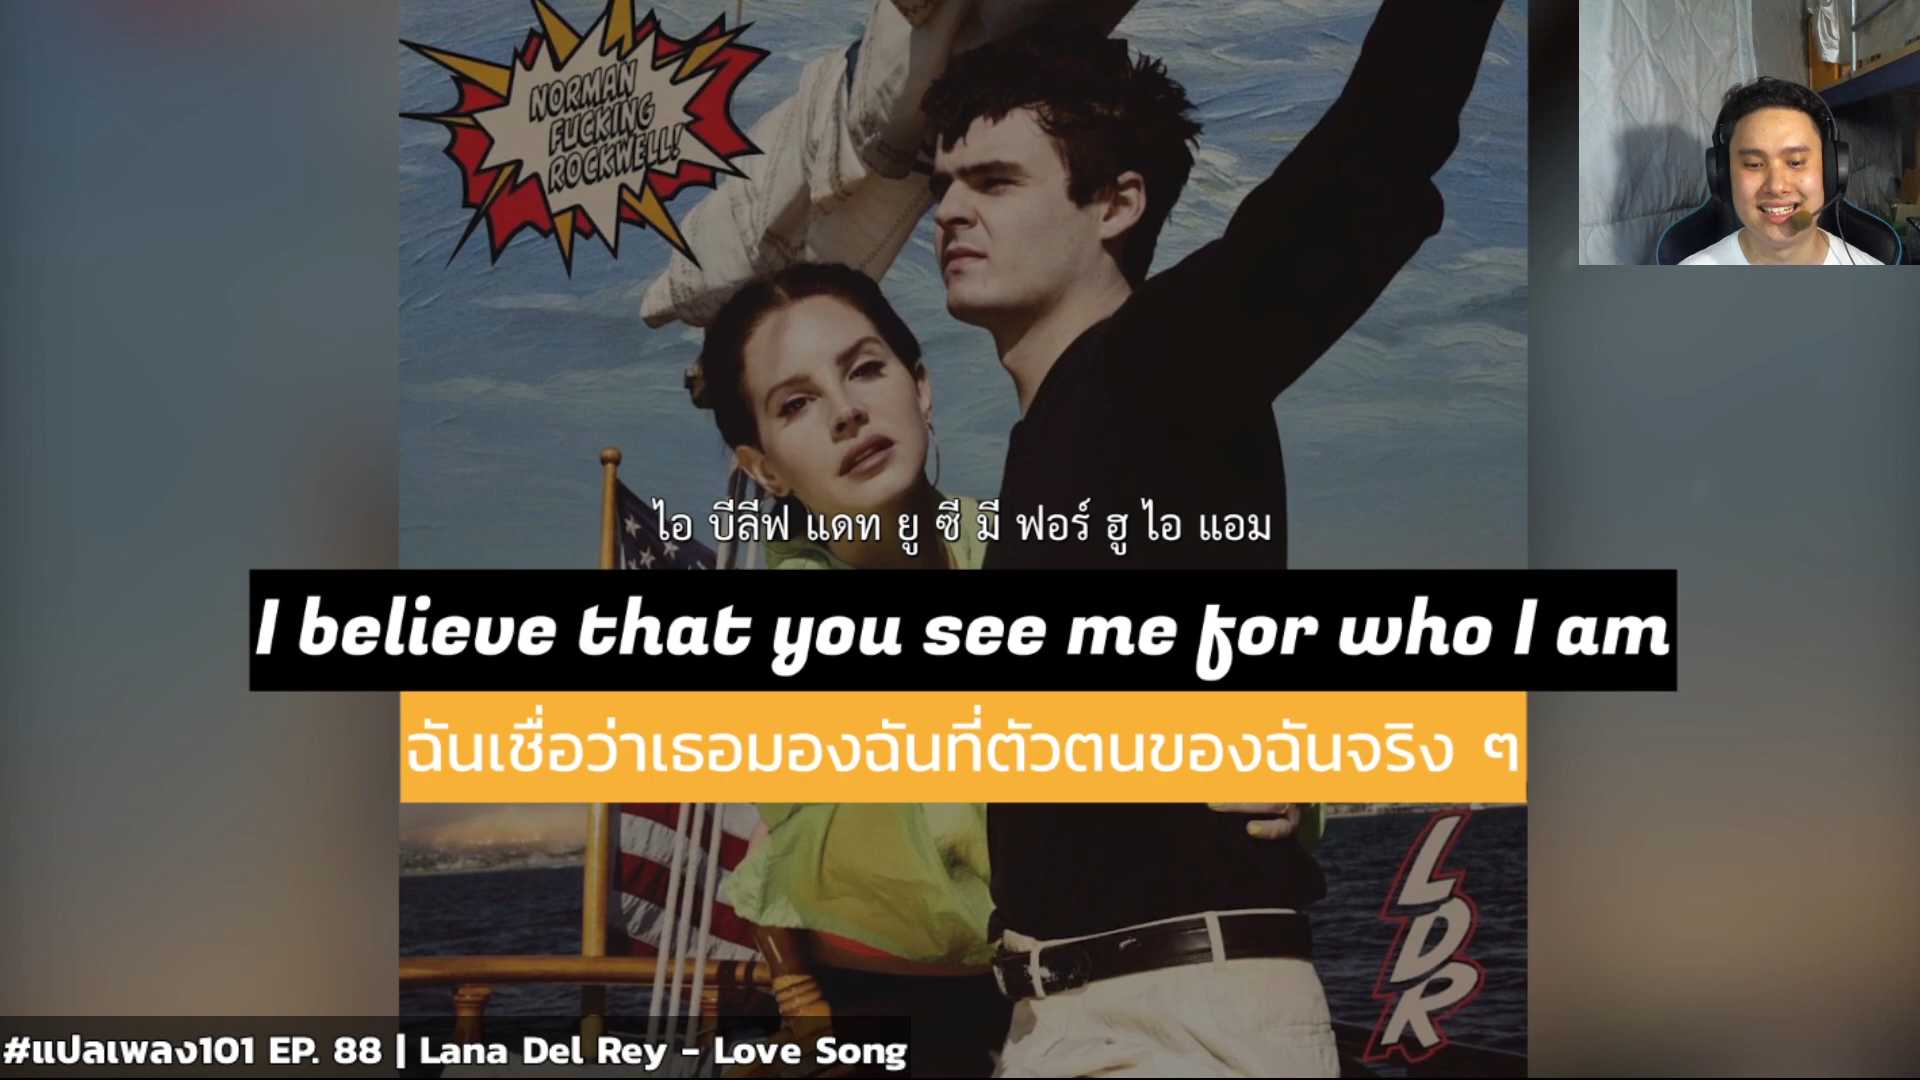 NORMAN
FUCKING
ROCKWELL!
ไอ บีลีฟ แดท ยู ซี มี ฟอร์ ฮู ไอ แอม
I believe that you see me for who I am
ฉันเชื่อว่าเธอมองฉันที่ตัวตนของฉันจริง ๆ
LDR
#แปลเพลง101 EP. 88 | Lana Del Rey - Love Song